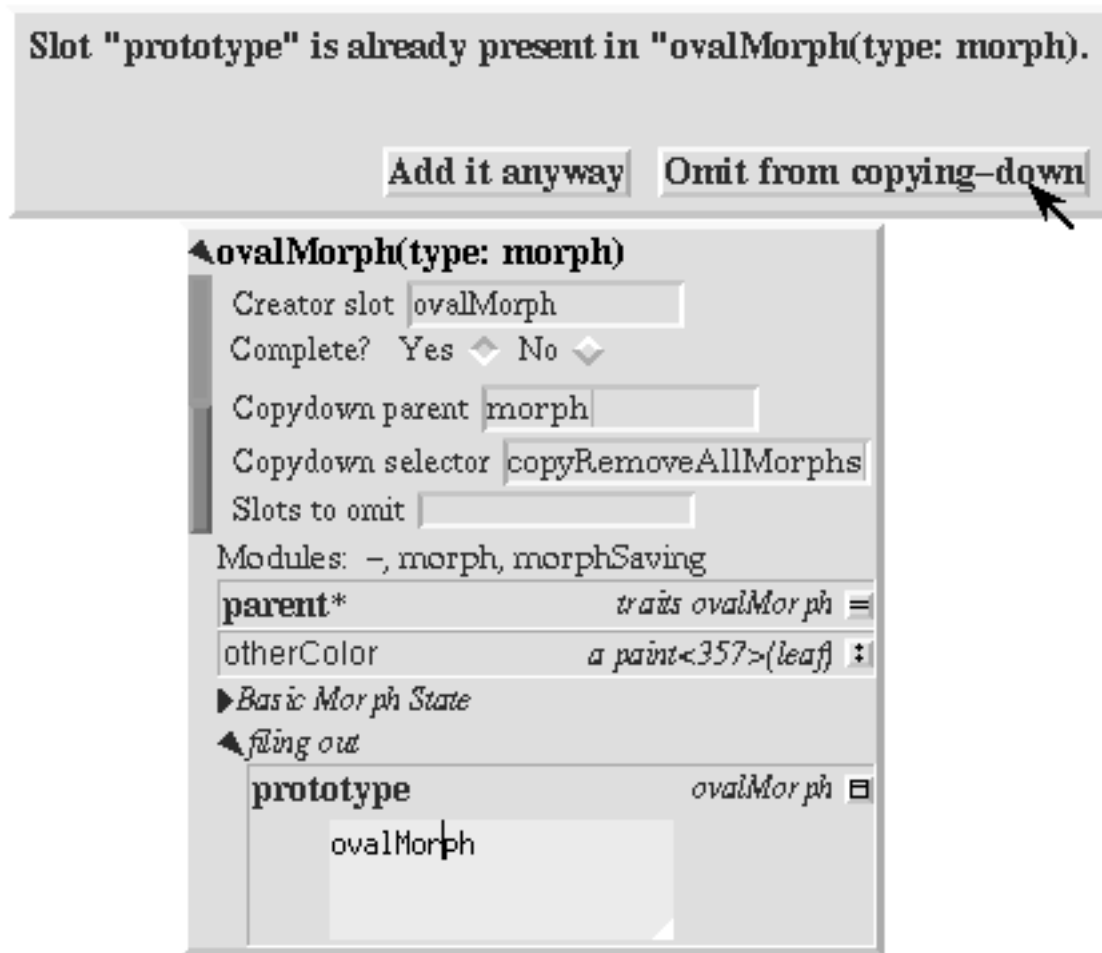 Slot "prototype" is already present in "ovalMorph(type: morph).
Add it anyway Omit from copying-down
ovalMorph(type: morph)
Creator slot ovalMorph
Complete? Yes No
Copydown parent morph
Copydown selector copyRemoveAllMorphs
Slots to omit
Modules: -, morph, morphSaving
parent* traits ovalMorph =
otherColor a paint<357>(leaf) :
Basic Morph State
filing out
prototype ovalMorph
ovalMorph